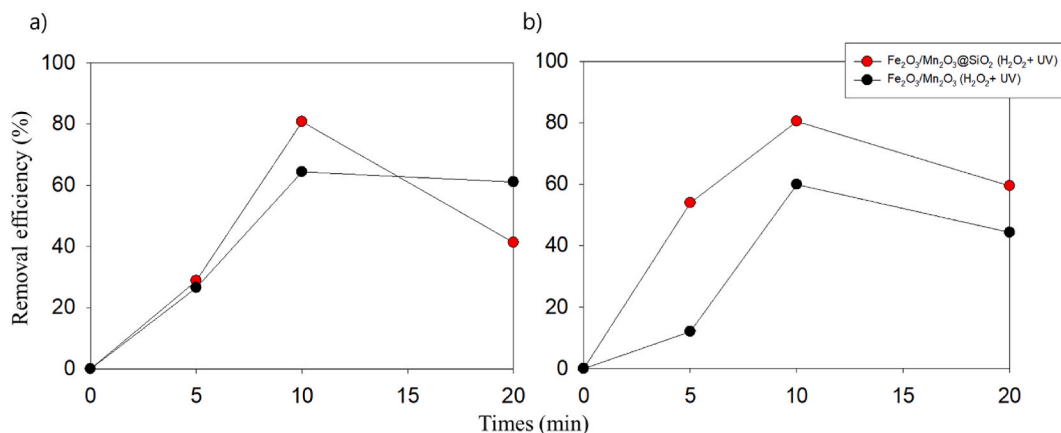 a)
b)
Fe₂O₃/Mn₂O₃@SiO₂ (H₂O₂+ UV)
Fe₂O₃/Mn₂O₃ (H₂O₂+ UV)
Removal efficiency (%)
100
80
60
40
20
0
0 5 10 15 20
100
80
60
40
20
0
0 5 10 15 20
Times (min)